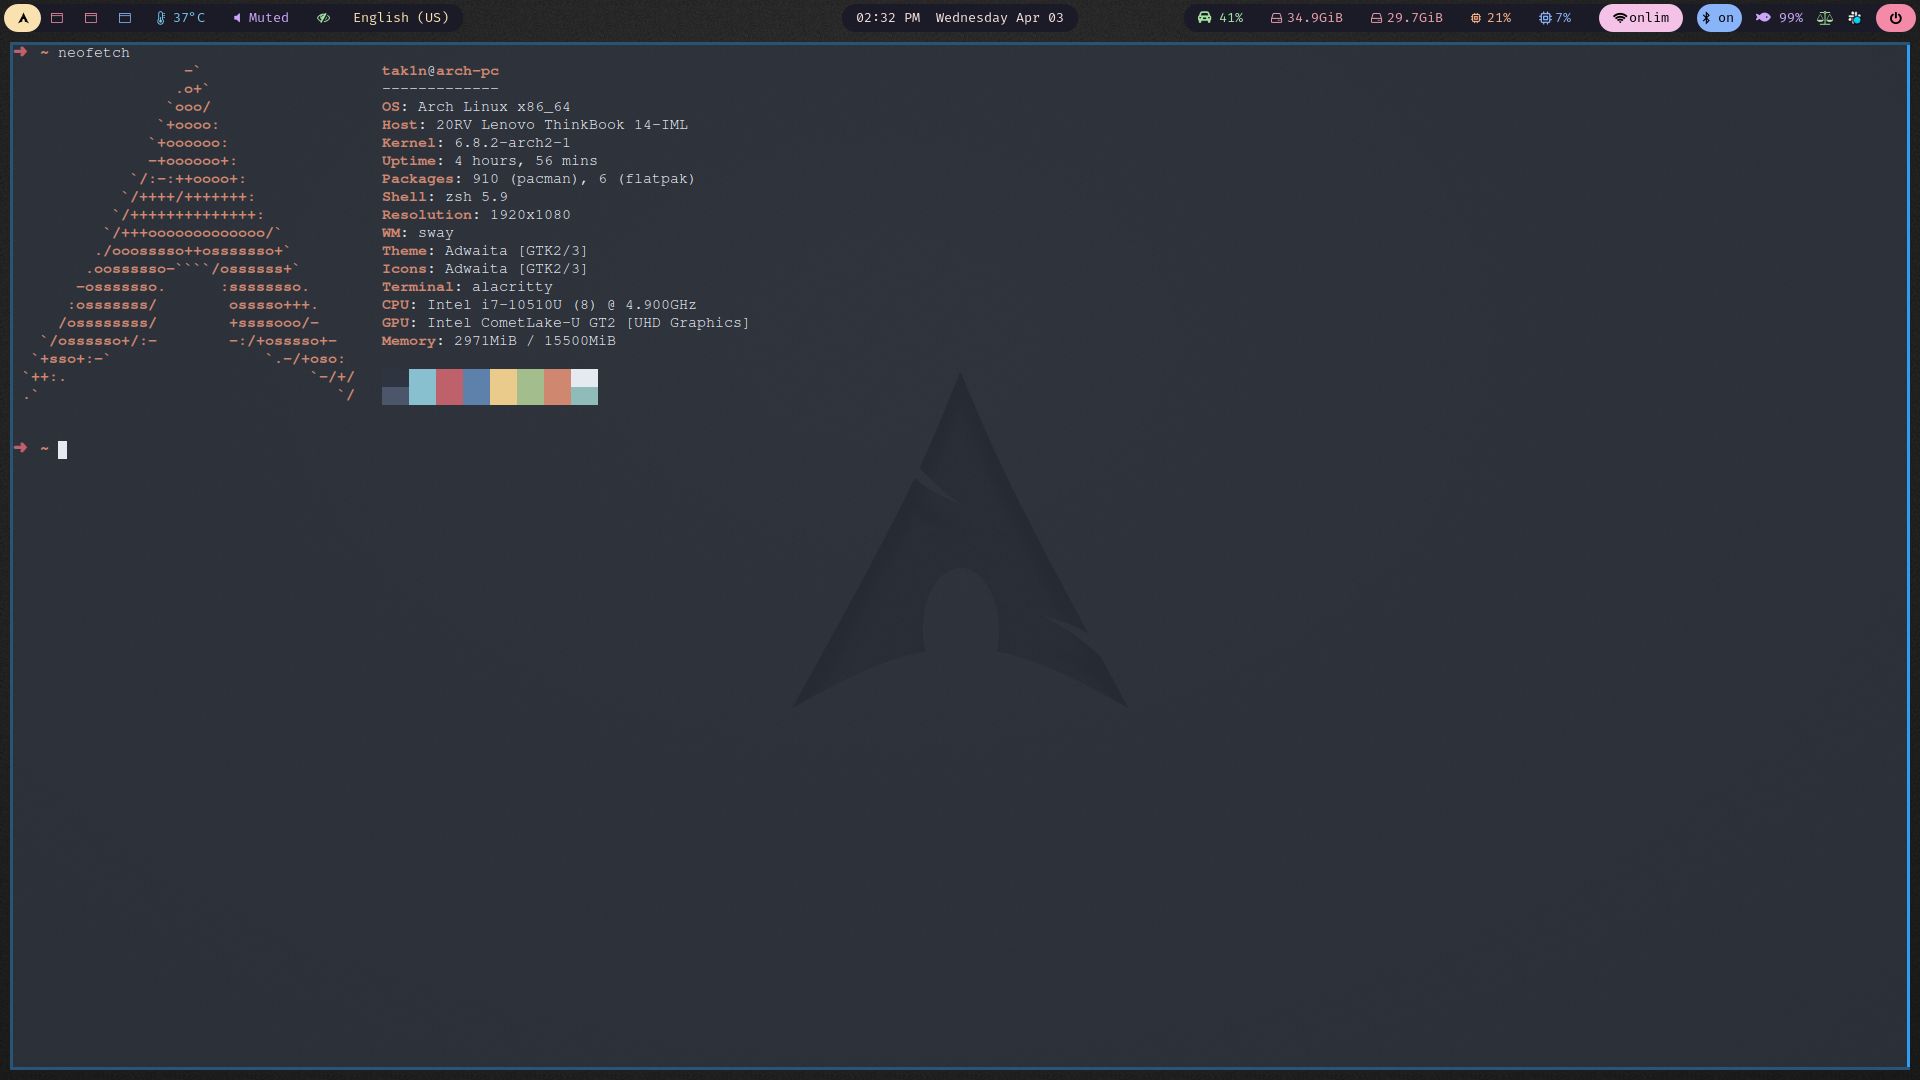 37°C Muted English (US) 02:32 PM Wednesday Apr 03 41% 34.9GiB 29.7GiB 21% 7% onlim on 99%
➜ ~ neofetch
-` tak1n@arch-pc
.o+` -------------
`ooo/ OS: Arch Linux x86_64
`+oooo: Host: 20RV Lenovo ThinkBook 14-IML
`+oooooo: Kernel: 6.8.2-arch2-1
-+oooooo+: Uptime: 4 hours, 56 mins
`/:-:++oooo+: Packages: 910 (pacman), 6 (flatpak)
`/++++/+++++++: Shell: zsh 5.9
`/++++++++++++++: Resolution: 1920x1080
`/+++ooooooooooooo/` WM: sway
./ooosssso++osssssso+` Theme: Adwaita [GTK2/3]
.oossssso-````/ossssss+` Icons: Adwaita [GTK2/3]
-osssssso. :ssssssso. Terminal: alacritty
:osssssss/ osssso+++. CPU: Intel i7-10510U (8) @ 4.900GHz
/ossssssss/ +ssssooo/- GPU: Intel CometLake-U GT2 [UHD Graphics]
`/ossssso+/:- -:/+osssso+- Memory: 2971MiB / 15500MiB
`+sso+:-` `.-/+oso:
`++:. `-/+/
.` `/
➜ ~